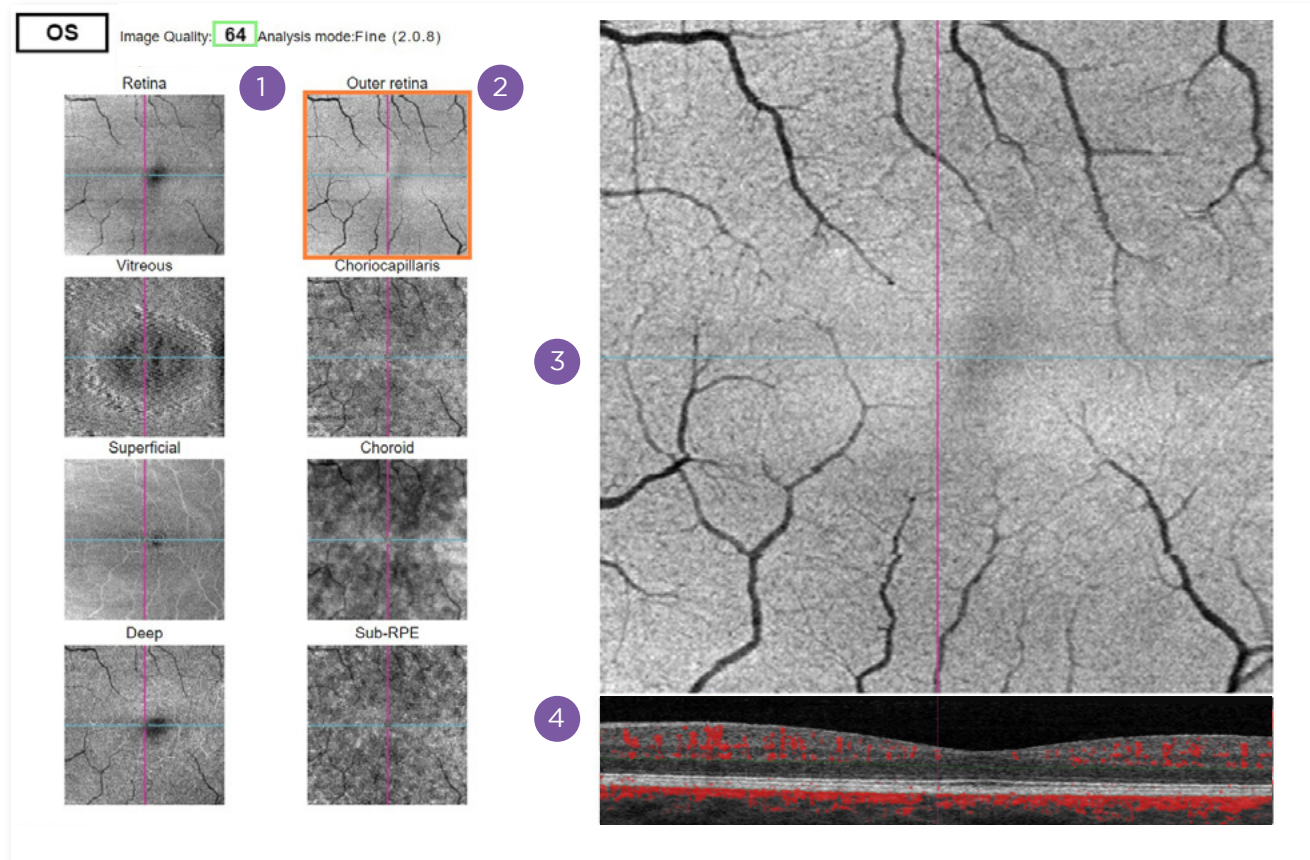 OS
Image Quality: 64 Analysis mode:Fine (2.0.8)
Retina
1
Outer retina
2
Vitreous
Choriocapillaris
3
Superficial
Choroid
Deep
Sub-RPE
4